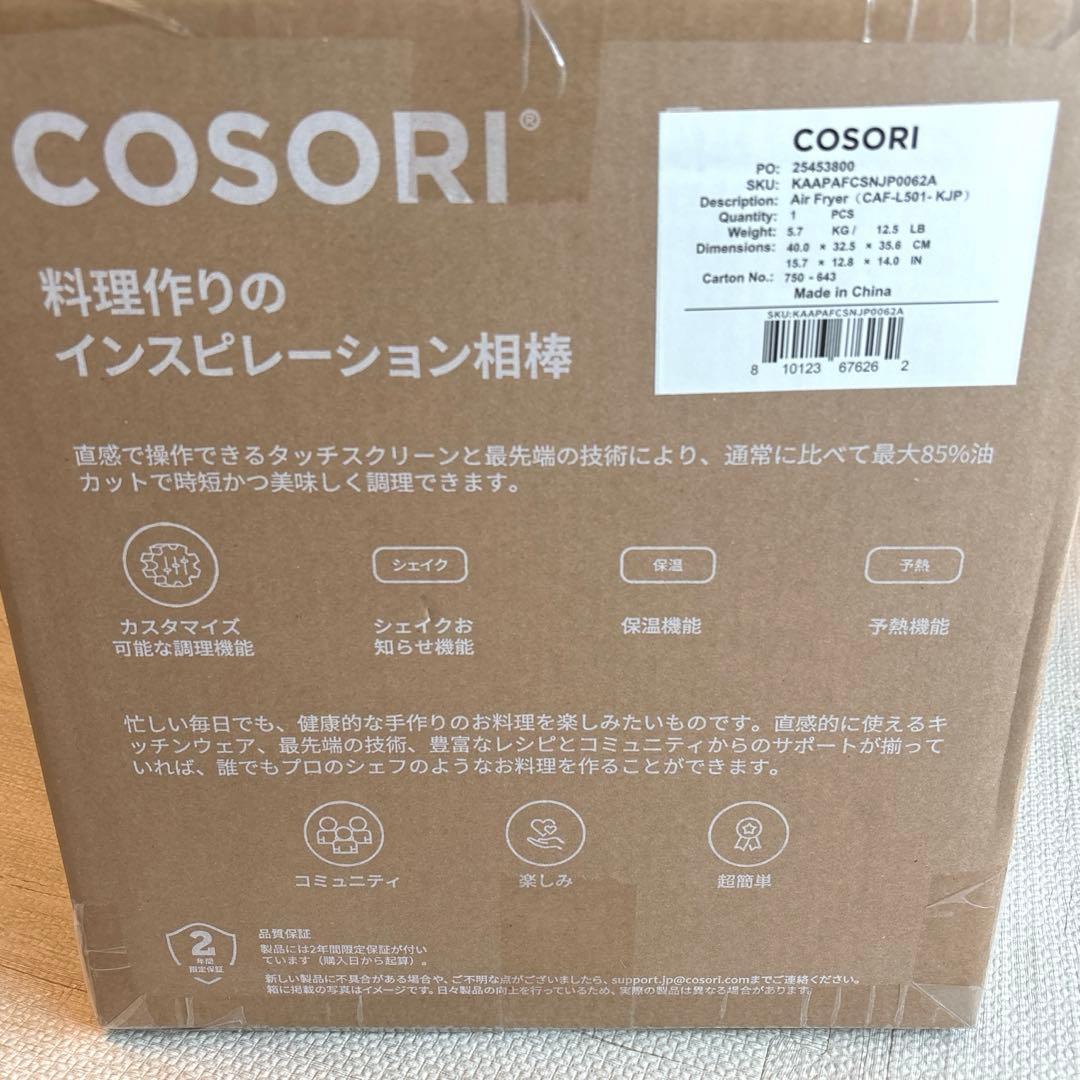 COSORI®
料理作りの
インスピレーション相棒
COSORI
PO: 25453800
SKU: KAAPAFCSNJP0062A
Description: Air Fryer（CAF-L501- KJP）
Quantity: 1 PCS
Weight: 5.7 KG / 12.5 LB
Dimensions: 40.0 × 32.5 × 35.6 CM
15.7 × 12.8 × 14.0 IN
Carton No.: 750 - 643
Made in China
SKU:KAAPAFCSNJP0062A
8 10123 67626 2
直感で操作できるタッチスクリーンと最先端の技術により、通常に比べて最大85%油
カットで時短かつ美味しく調理できます。
シェイク
保温
予熱
カスタマイズ
可能な調理機能
シェイクお
知らせ機能
保温機能
予熱機能
忙しい毎日でも、健康的な手作りのお料理を楽しみたいものです。直感的に使えるキ
ッチンウェア、最先端の技術、豊富なレシピとコミュニティからのサポートが揃って
いれば、誰でもプロのシェフのようなお料理を作ることができます。
コミュニティ
楽しみ
超簡単
2
年間
限定保証
品質保証
製品には2年間限定保証が付い
ています（購入日から起算）。
新しい製品に不具合がある場合や、ご不明な点がございましたら、support.jp@cosori.comまでご連絡ください。
箱に掲載の写真はイメージです。日々製品の向上を行っているため、実際の製品は異なる場合があります。